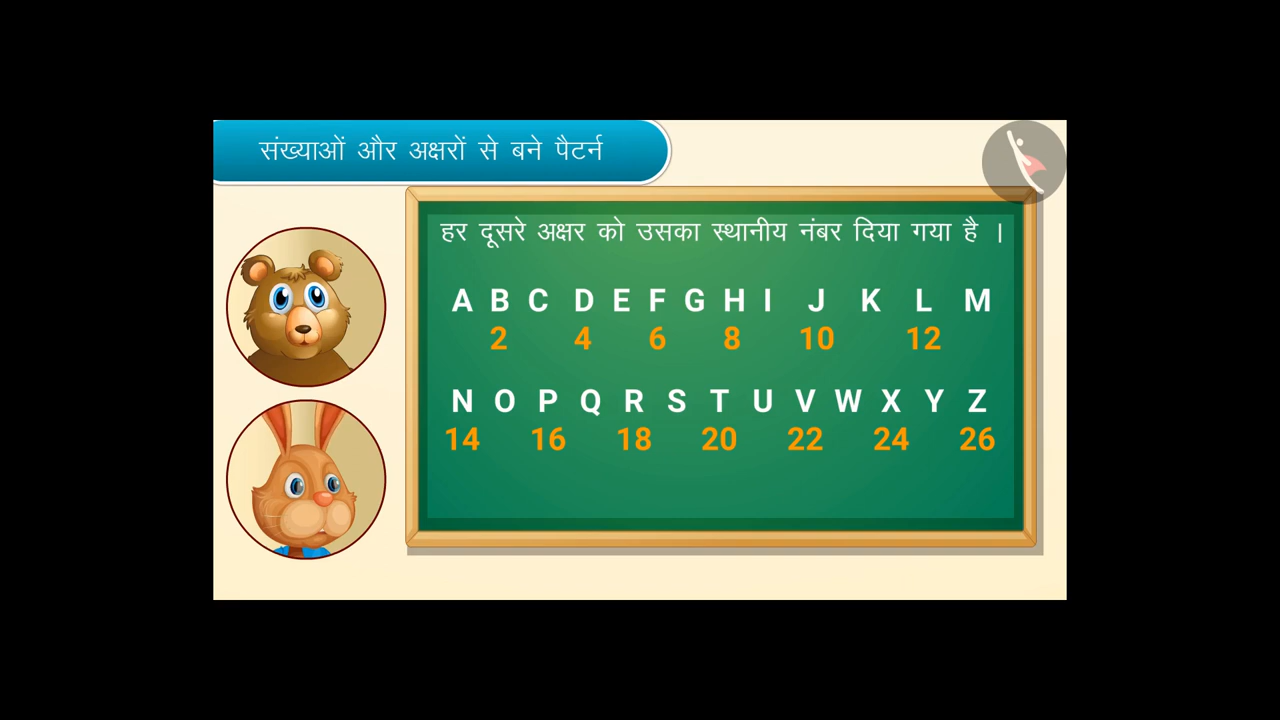 संख्याओं और अक्षरों से बने पैटर्न
हर दूसरे अक्षर को उसका स्थानीय नंबर दिया गया है ।
A B C D E F G H I J K L M
2 4 6 8 10 12
N O P Q R S T U V W X Y Z
14 16 18 20 22 24 26